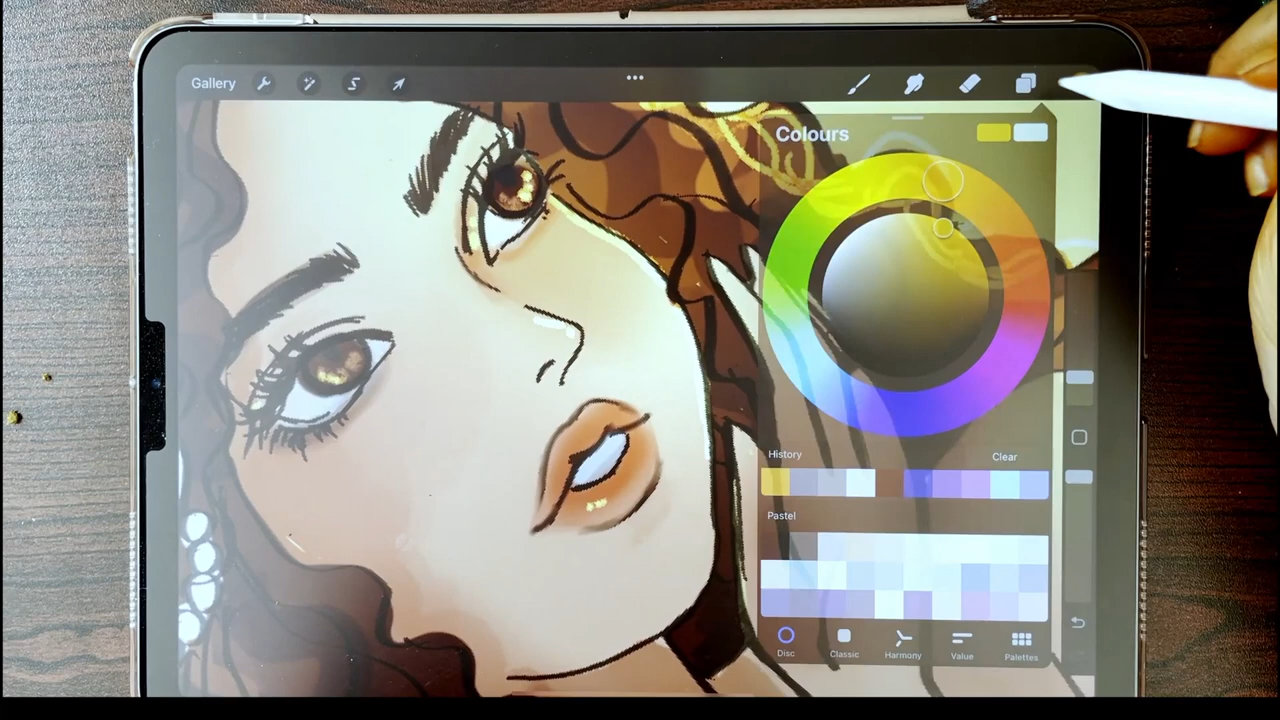 Gallery
Colours
History
Clear
Pastel
Disc
Classic
Harmony
Value
Palettes